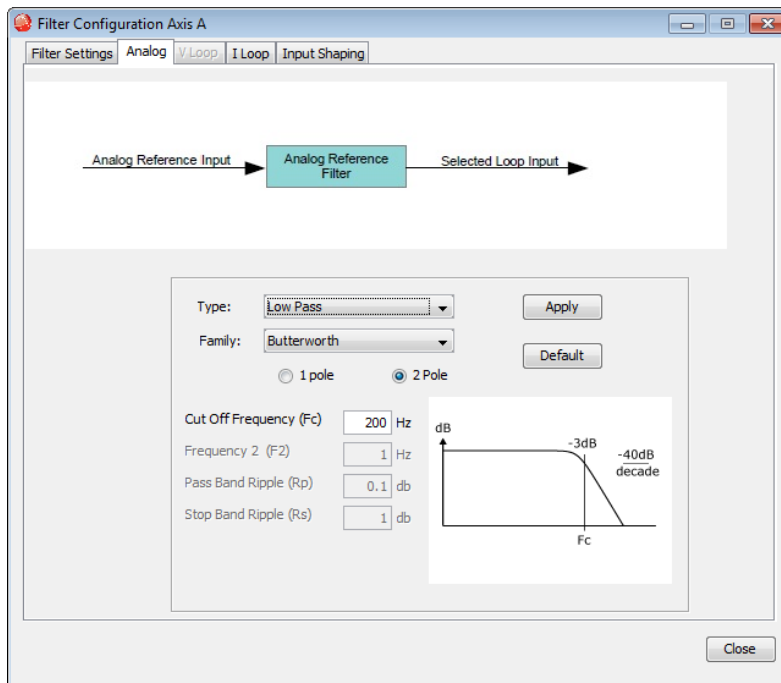 Filter Configuration Axis A
Filter Settings Analog V Loop I Loop Input Shaping
Analog Reference Input
Analog Reference
Filter
Selected Loop Input
Type: Low Pass
Apply
Family: Butterworth
Default
1 pole 2 Pole
Cut Off Frequency (Fc) 200 Hz
Frequency 2 (F2) 1 Hz
Pass Band Ripple (Rp) 0.1 db
Stop Band Ripple (Rs) 1 db
dB
-3dB
-40dB
decade
Fc
Close